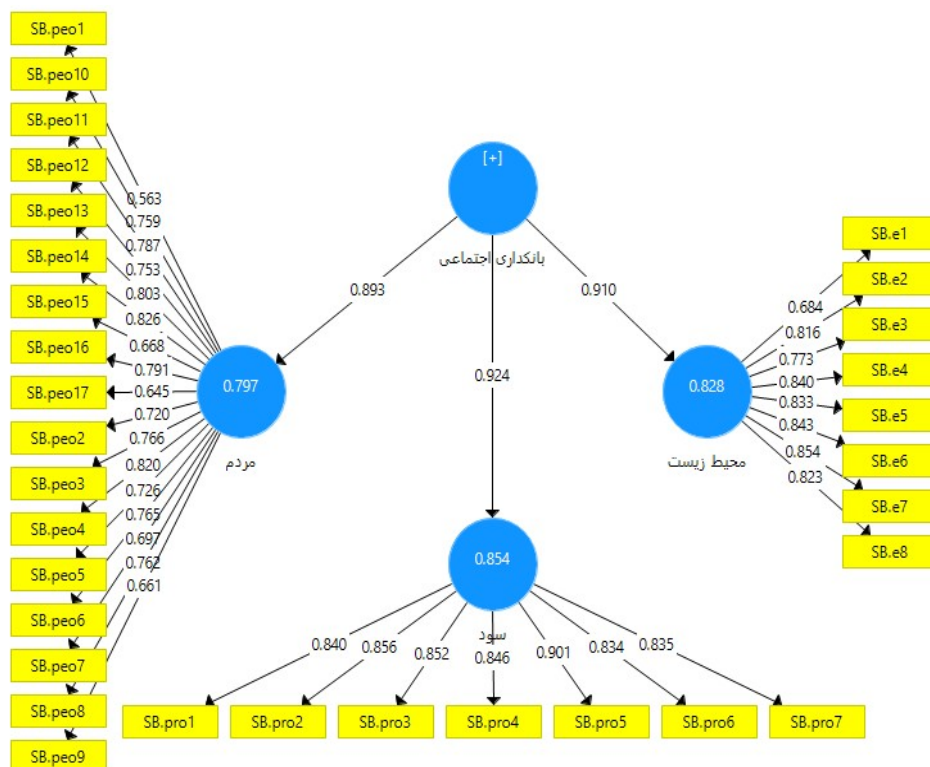 SB.peo1
SB.peo10
SB.peo11
SB.peo12
SB.peo13
SB.peo14
SB.peo15
SB.peo16
SB.peo17
SB.peo2
SB.peo3
SB.peo4
SB.peo5
SB.peo6
SB.peo7
SB.peo8
SB.peo9
0.563
0.759
0.787
0.753
0.803
0.826
0.668
0.791
0.645
0.720
0.766
0.820
0.726
0.765
0.697
0.762
0.661
0.797
مردم
[+]
بانکداری اجتماعی
0.893
0.924
0.910
0.828
محیط زیست
0.684
0.816
0.773
0.840
0.833
0.843
0.854
0.823
SB.e1
SB.e2
SB.e3
SB.e4
SB.e5
SB.e6
SB.e7
SB.e8
0.854
سود
0.840
0.856
0.852
0.846
0.901
0.834
0.835
SB.pro1
SB.pro2
SB.pro3
SB.pro4
SB.pro5
SB.pro6
SB.pro7